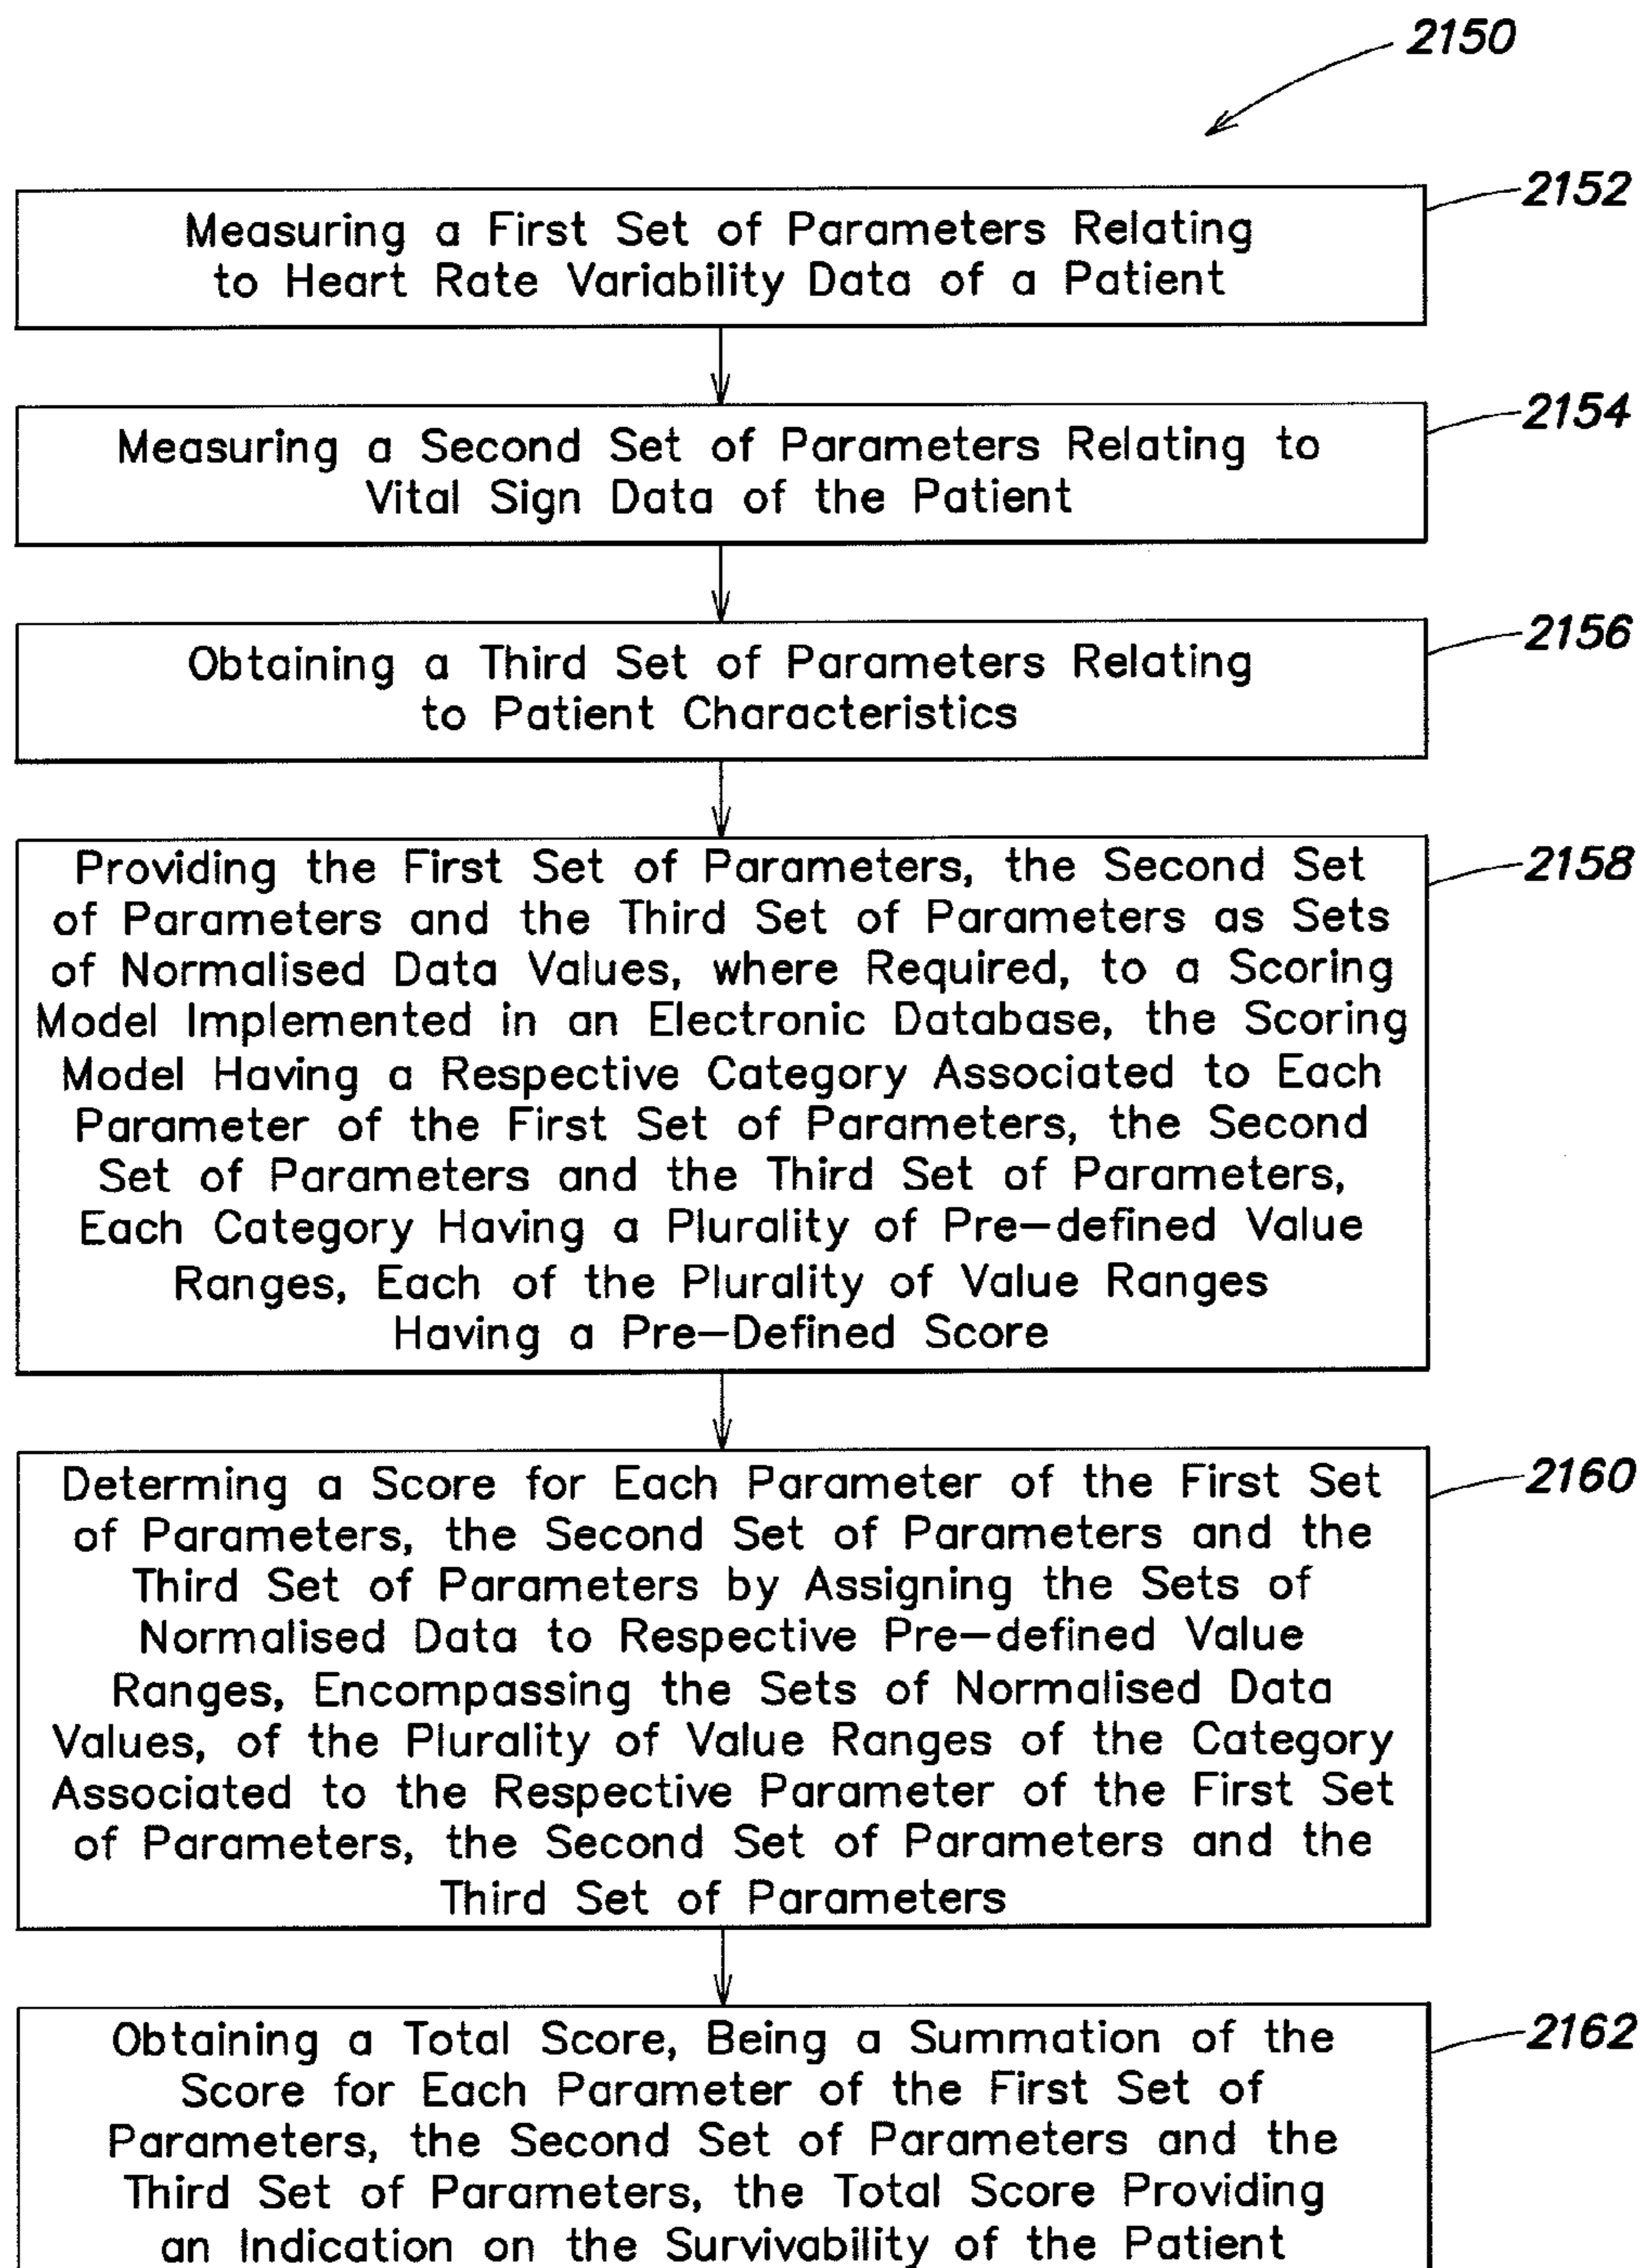 2150
2152
Measuring a First Set of Parameters Relating
to Heart Rate Variability Data of a Patient
2154
Measuring a Second Set of Parameters Relating to
Vital Sign Data of the Patient
2156
Obtaining a Third Set of Parameters Relating
to Patient Characteristics
2158
Providing the First Set of Parameters, the Second Set
of Parameters and the Third Set of Parameters as Sets
of Normalised Data Values, where Required, to a Scoring
Model Implemented in an Electronic Database, the Scoring
Model Having a Respective Category Associated to Each
Parameter of the First Set of Parameters, the Second
Set of Parameters and the Third Set of Parameters,
Each Category Having a Plurality of Pre-defined Value
Ranges, Each of the Plurality of Value Ranges
Having a Pre-Defined Score
2160
Determing a Score for Each Parameter of the First Set
of Parameters, the Second Set of Parameters and the
Third Set of Parameters by Assigning the Sets of
Normalised Data to Respective Pre-defined Value
Ranges, Encompassing the Sets of Normalised Data
Values, of the Plurality of Value Ranges of the Category
Associated to the Respective Parameter of the First Set
of Parameters, the Second Set of Parameters and the
Third Set of Parameters
2162
Obtaining a Total Score, Being a Summation of the
Score for Each Parameter of the First Set of
Parameters, the Second Set of Parameters and the
Third Set of Parameters, the Total Score Providing
an Indication on the Survivability of the Patient